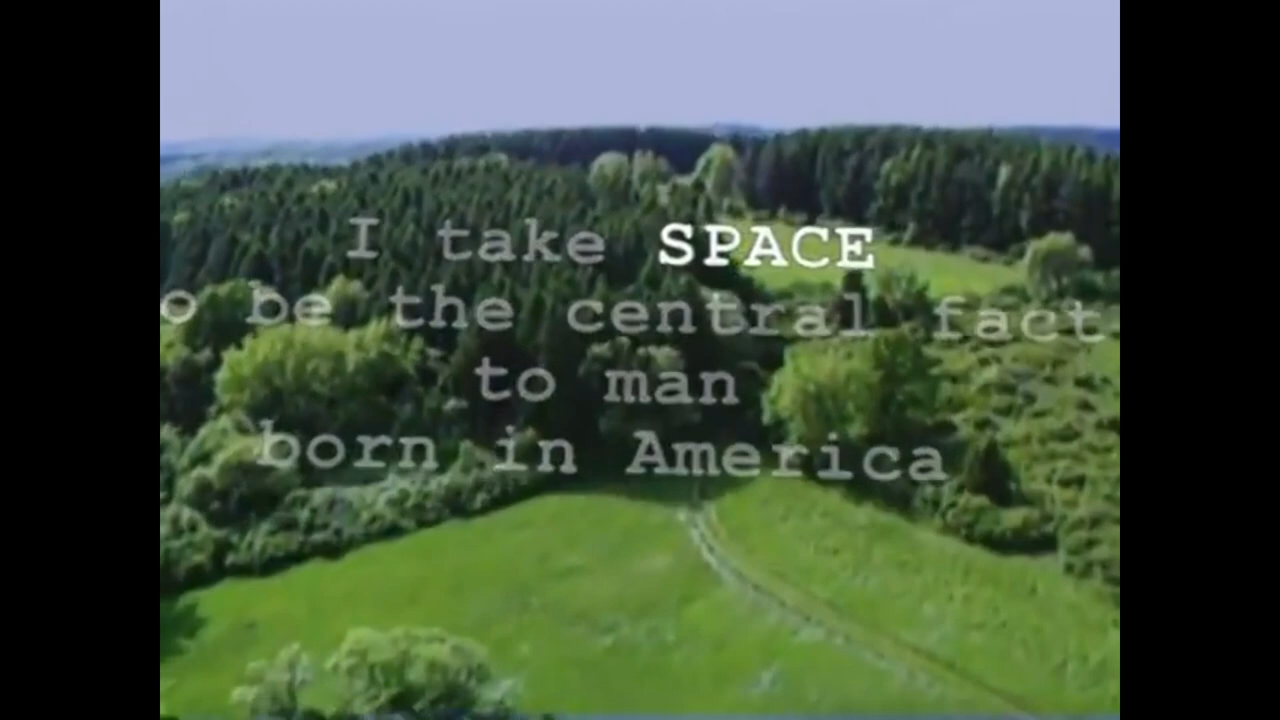 I take SPACE
o be the central fact
to man
born in America